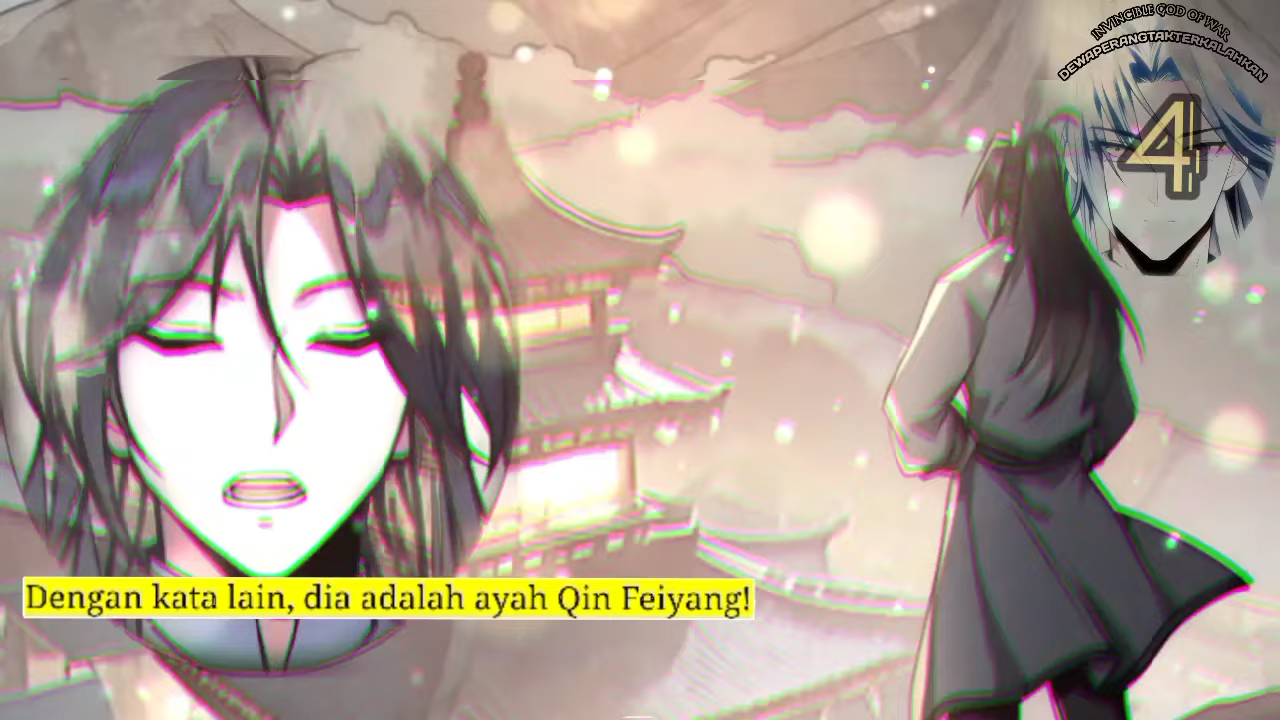 INVINCIBLE GOD OF WAR
DEWAPERANGTAKTERKALAHKAN
4
Dengan kata lain, dia adalah ayah Qin Feiyang!